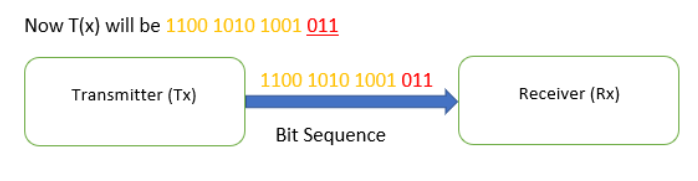 Now T(x) will be 1100 1010 1001 011
1100 1010 1001 011
Transmitter (Tx)
Receiver (Rx)
Bit Sequence